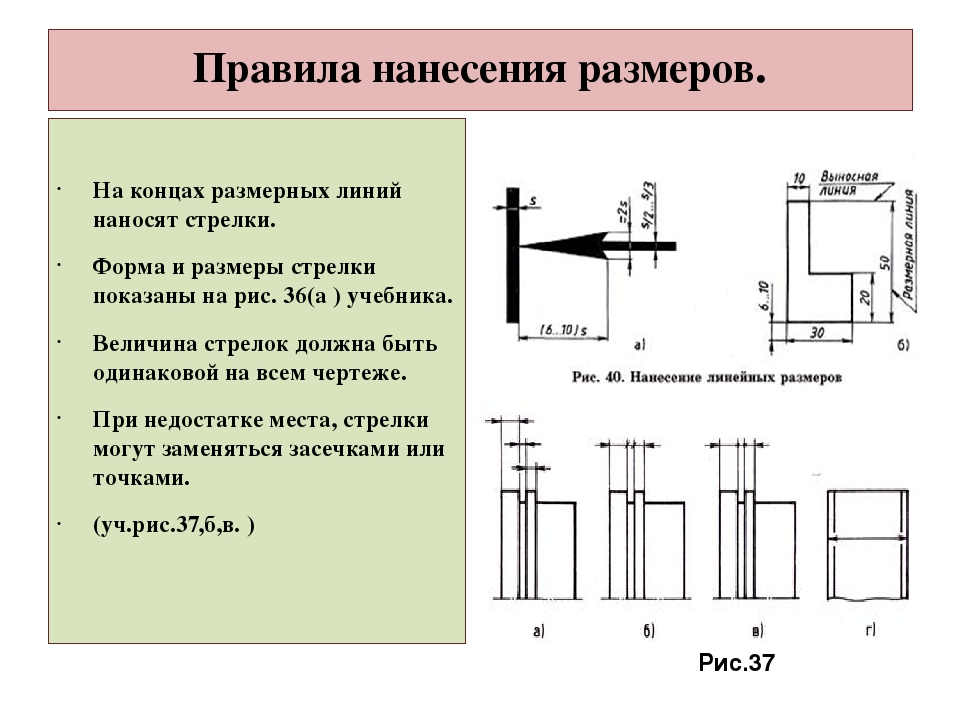 Правила нанесения размеров.
· На концах размерных линий
наносят стрелки.
· Форма и размеры стрелки
показаны на рис. 36(а ) учебника.
· Величина стрелок должна быть
одинаковой на всем чертеже.
· При недостатке места, стрелки
могут заменяться засечками или
точками.
· (уч.рис.37,б,в. )
s
≈2s
s/2...s/3
(6...10)s
а)
10
Выносная
линия
50
Размерная линия
20
6...10
30
б)
Рис. 40. Нанесение линейных размеров
а)
б)
в)
г)
Рис.37